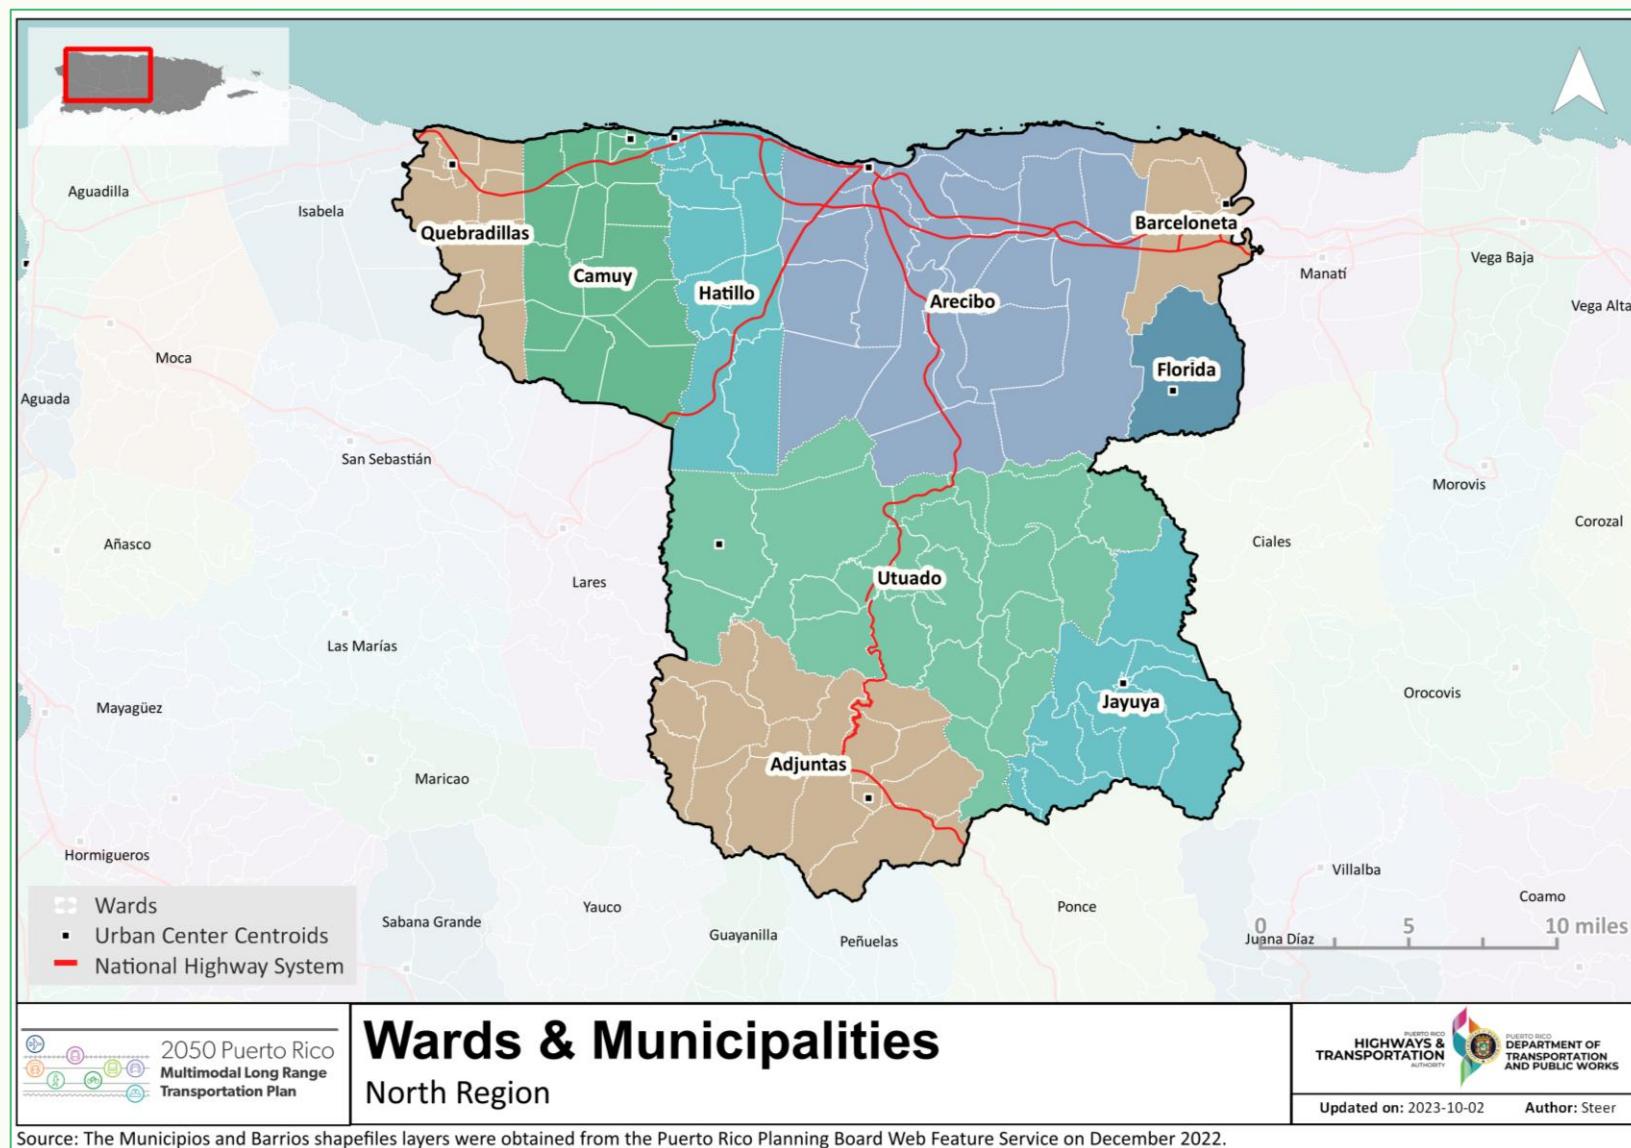 Aguadilla
Isabela
Quebradillas
Camuy
Hatillo
Arecibo
Barceloneta
Manatí
Vega Baja
Vega Alta
Moca
Aguada
Florida
San Sebastián
Morovis
Corozal
Añasco
Lares
Utuado
Ciales
Las Marías
Mayagüez
Jayuya
Orocovis
Maricao
Adjuntas
Hormigueros
Villalba
Coamo
Sabana Grande
Yauco
Guayanilla
Peñuelas
Ponce
Juana Díaz
0 5 10 miles
Wards
Urban Center Centroids
National Highway System
2050 Puerto Rico
Multimodal Long Range
Transportation Plan
Wards & Municipalities
North Region
PUERTO RICO
HIGHWAYS &
TRANSPORTATION
AUTHORITY
PUERTO RICO
DEPARTMENT OF
TRANSPORTATION
AND PUBLIC WORKS
Updated on: 2023-10-02 Author: Steer
Source: The Municipios and Barrios shapefiles layers were obtained from the Puerto Rico Planning Board Web Feature Service on December 2022.